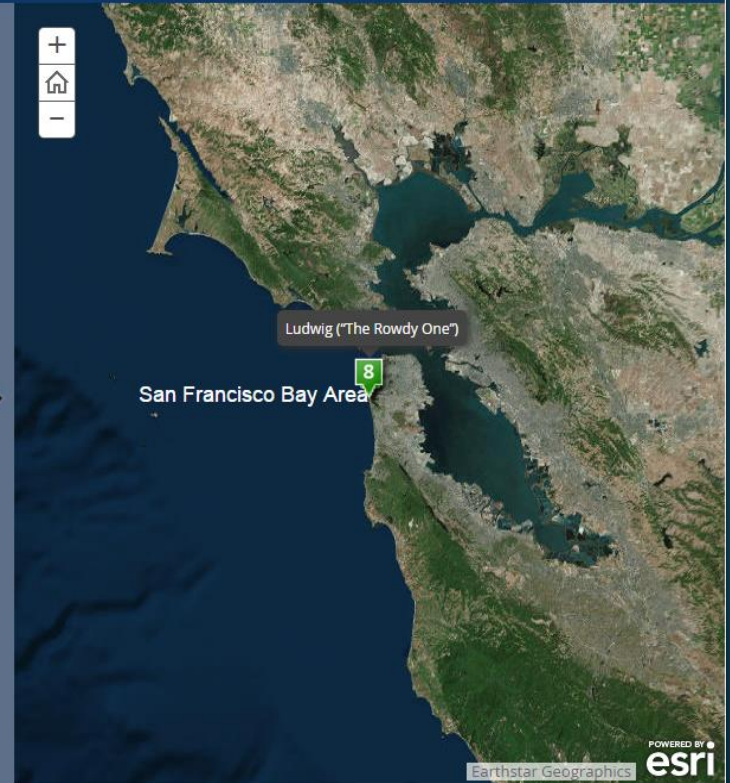 +
−
Ludwig ("The Rowdy One")
8
San Francisco Bay Area
POWERED BY
esri
Earthstar Geographics